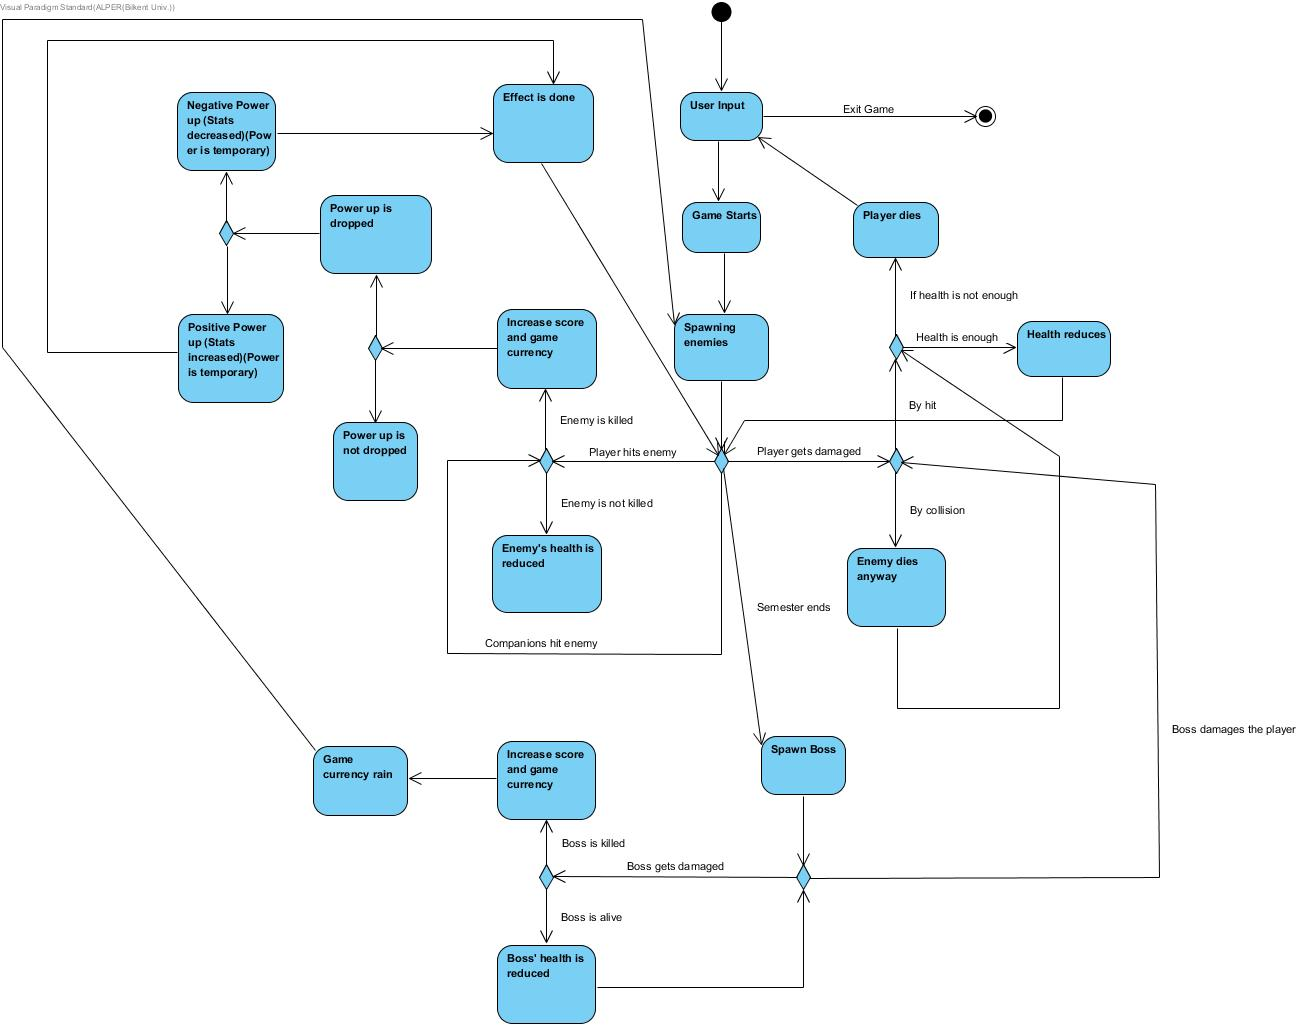 Visual Paradigm Standard(ALPER(Bilkent Univ.))
Negative Power
up (Stats
decreased)(Pow
er is temporary)
Effect is done
User Input
Exit Game
Power up is
dropped
Game Starts
Player dies
If health is not enough
Positive Power
up (Stats
increased)(Power
is temporary)
Increase score
and game
currency
Spawning
enemies
Health is enough
Health reduces
By hit
Enemy is killed
Power up is
not dropped
Player hits enemy
Player gets damaged
Enemy is not killed
By collision
Enemy's health is
reduced
Enemy dies
anyway
Semester ends
Companions hit enemy
Boss damages the player
Game
currency rain
Increase score
and game
currency
Spawn Boss
Boss is killed
Boss gets damaged
Boss is alive
Boss' health is
reduced